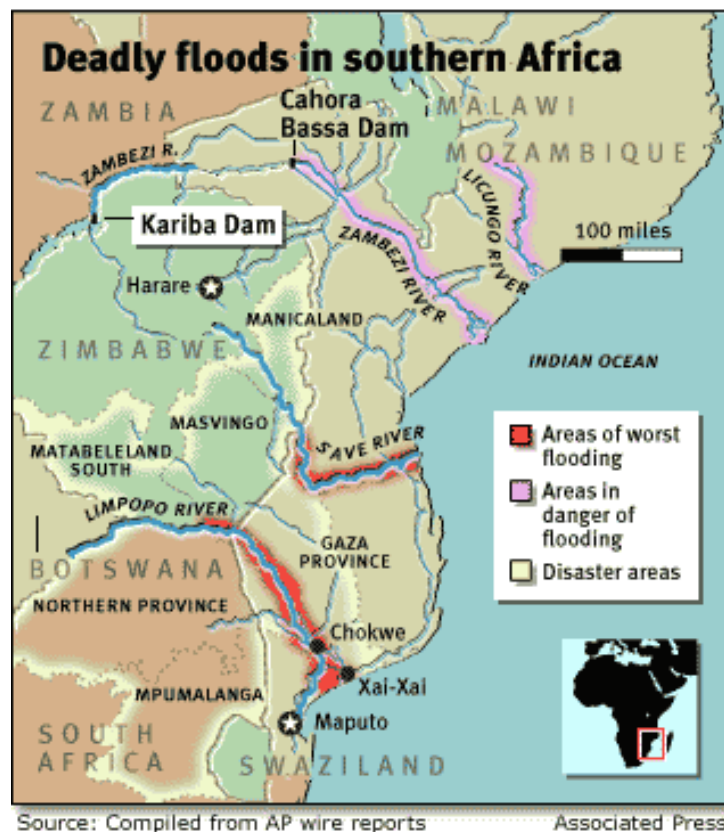 Deadly floods in southern Africa
ZAMBIA
Cahora
Bassa Dam
MALAWI
MOZAMBIQUE
ZAMBEZI R.
LICUNGO RIVER
Kariba Dam
ZAMBEZI RIVER
100 miles
Harare
MANICALAND
ZIMBABWE
INDIAN OCEAN
MASVINGO
SAVE RIVER
MATABELELAND
SOUTH
Areas of worst
flooding
Areas in
danger of
flooding
Disaster areas
LIMPOPO RIVER
GAZA
PROVINCE
BOTSWANA
NORTHERN PROVINCE
Chokwe
Xai-Xai
MPUMALANGA
Maputo
SOUTH
AFRICA
SWAZILAND
Source: Compiled from AP wire reports
Associated Press